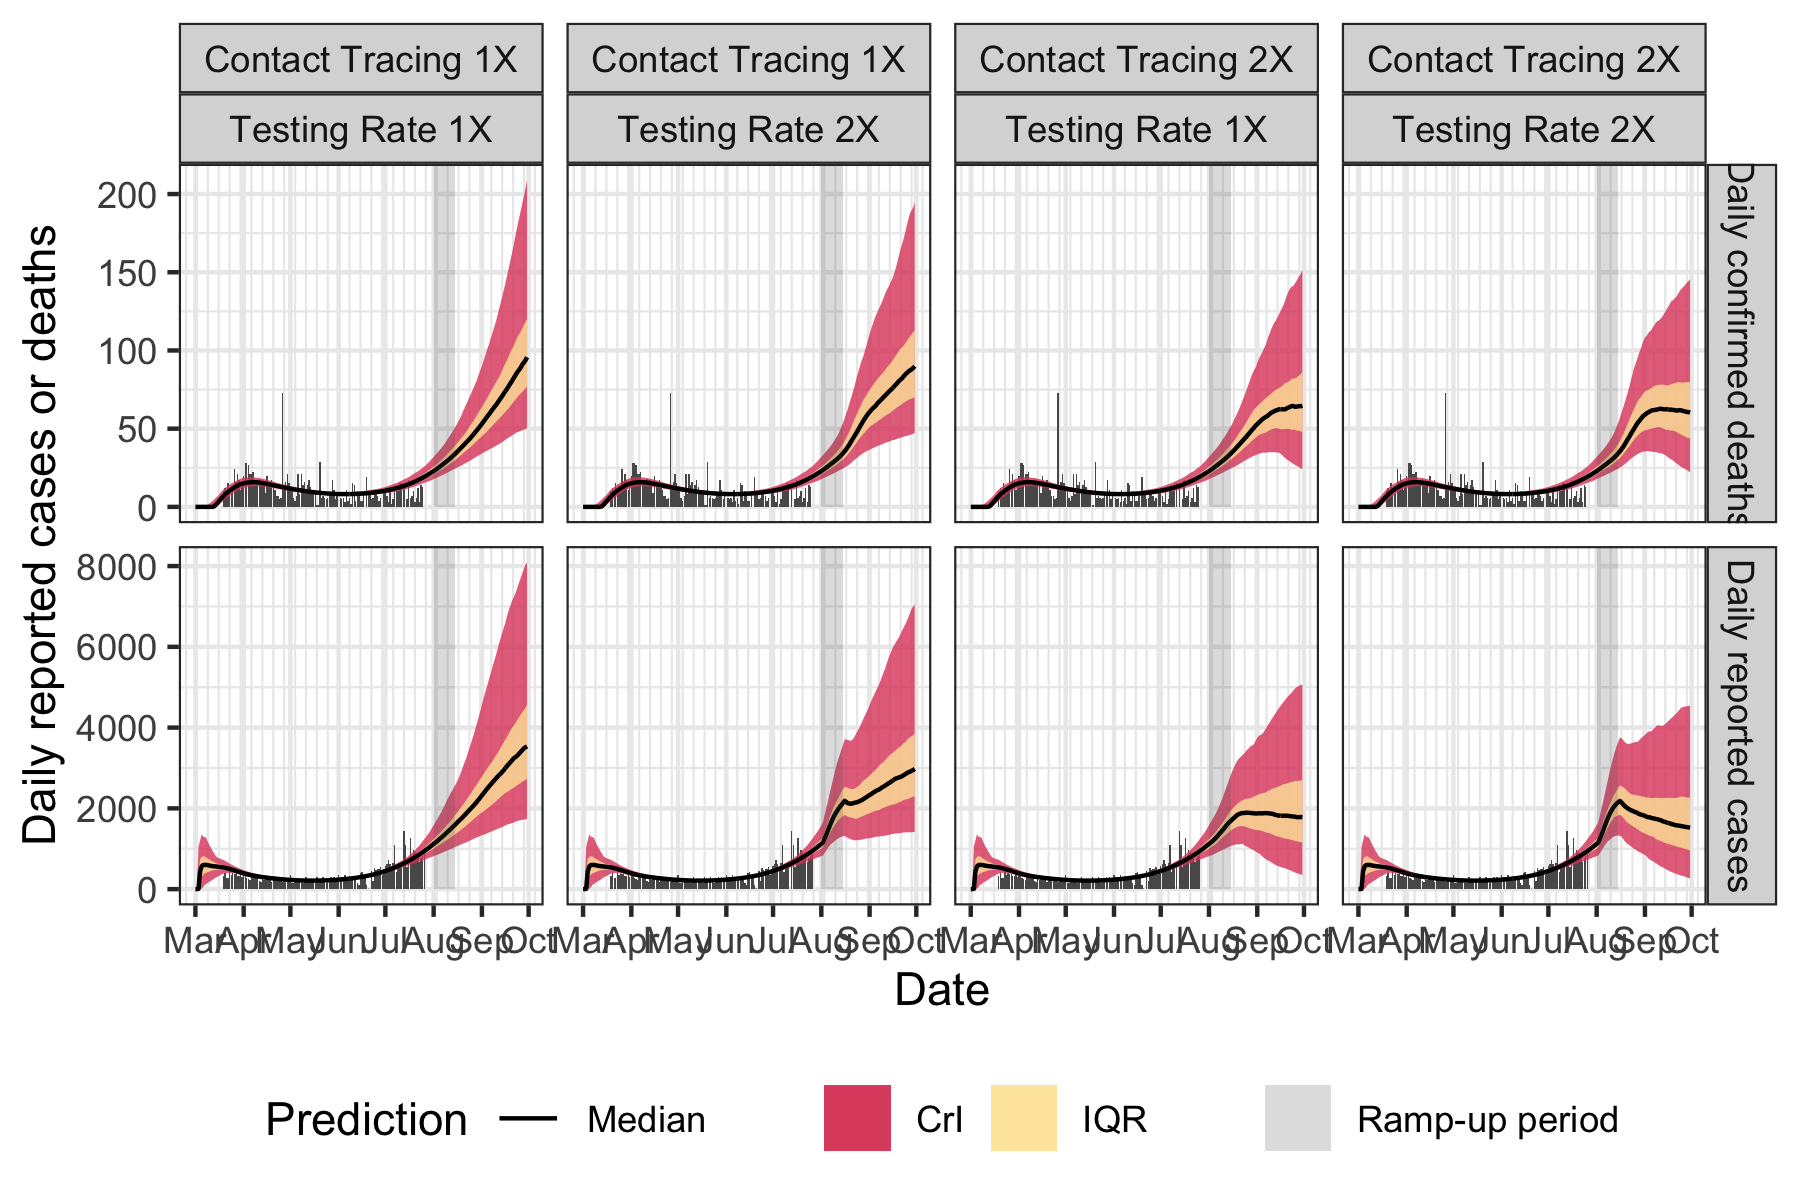 Contact Tracing 1X
Contact Tracing 1X
Contact Tracing 2X
Contact Tracing 2X
Testing Rate 1X
Testing Rate 2X
Testing Rate 1X
Testing Rate 2X
Daily reported cases or deaths
200
150
100
50
0
Daily confirmed deaths
8000
6000
4000
2000
0
Daily reported cases
Mar Apr May Jun Jul Aug Sep Oct
Mar Apr May Jun Jul Aug Sep Oct
Mar Apr May Jun Jul Aug Sep Oct
Mar Apr May Jun Jul Aug Sep Oct
Date
Prediction
Median
CrI
IQR
Ramp-up period